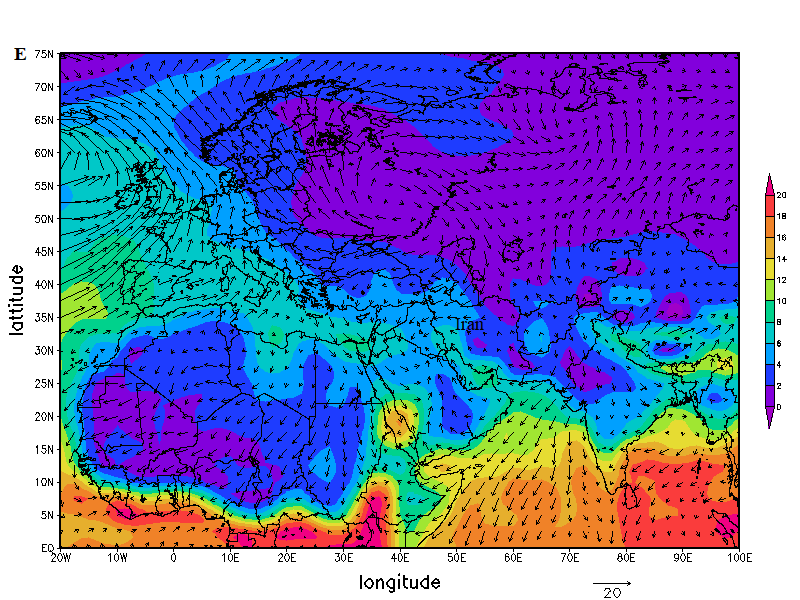 E
75N
70N
65N
60N
55N
50N
45N
40N
35N
30N
25N
20N
15N
10N
5N
EQ
20W 10W 0 10E 20E 30E 40E 50E 60E 70E 80E 90E 100E
lattitude
longitude
Iran
20
18
16
14
12
10
8
6
4
2
0
20